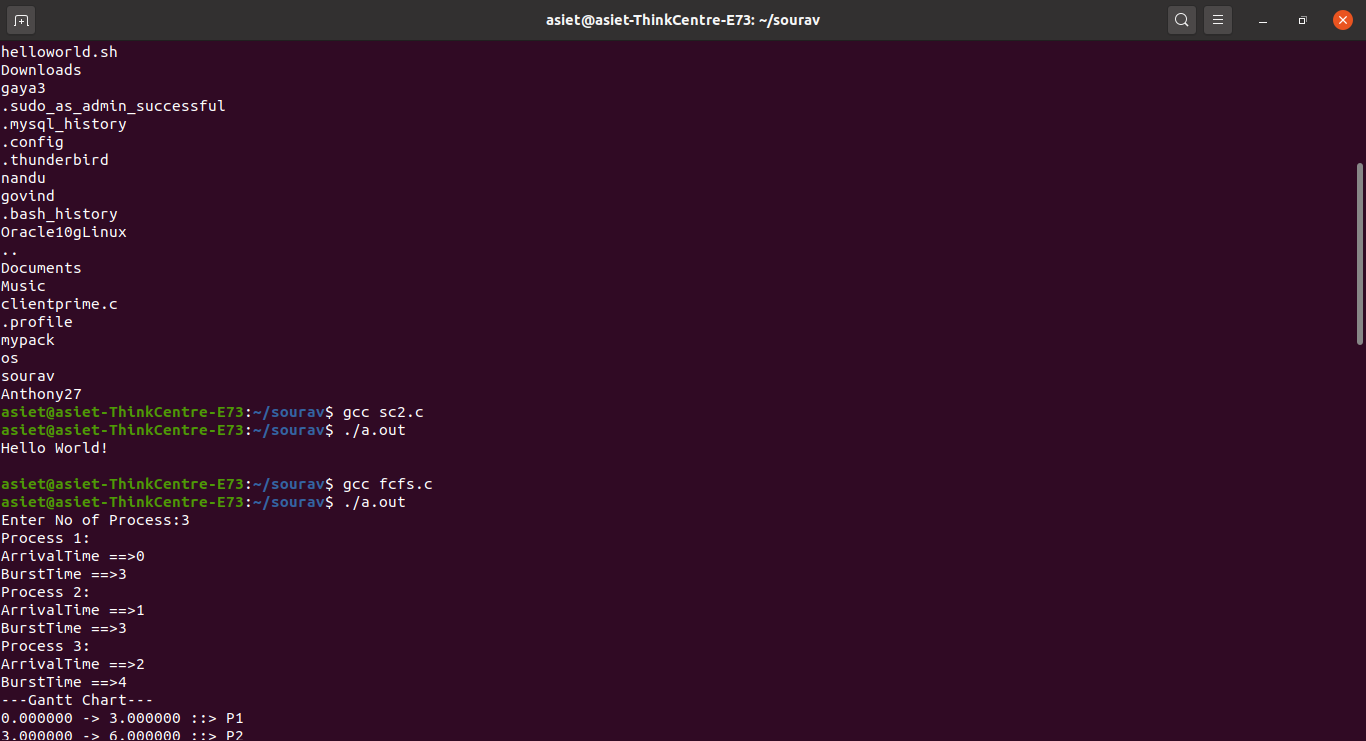 asiet@asiet-ThinkCentre-E73: ~/sourav
helloworld.sh
Downloads
gaya3
.sudo_as_admin_successful
.mysql_history
.config
.thunderbird
nandu
govind
.bash_history
Oracle10gLinux
..
Documents
Music
clientprime.c
.profile
mypack
os
sourav
Anthony27
asiet@asiet-ThinkCentre-E73:~/sourav$ gcc sc2.c
asiet@asiet-ThinkCentre-E73:~/sourav$ ./a.out
Hello World!
asiet@asiet-ThinkCentre-E73:~/sourav$ gcc fcfs.c
asiet@asiet-ThinkCentre-E73:~/sourav$ ./a.out
Enter No of Process:3
Process 1:
ArrivalTime ==>0
BurstTime ==>3
Process 2:
ArrivalTime ==>1
BurstTime ==>3
Process 3:
ArrivalTime ==>2
BurstTime ==>4
---Gantt Chart---
0.000000 -> 3.000000 ::> P1
3.000000 -> 6.000000 ::> P2